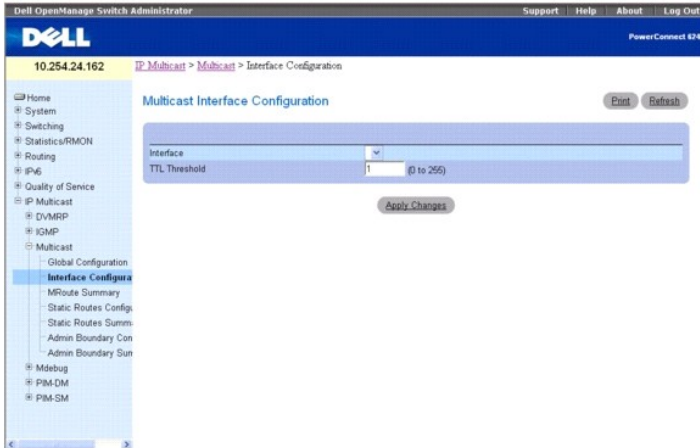 Dell OpenManage Switch Administrator
Support Help About Log Out
DELL
PowerConnect 624
10.254.24.162
IP Multicast > Multicast > Interface Configuration
Home
System
Switching
Statistics/RMON
Routing
IPv6
Quality of Service
IP Multicast
DVMRP
IGMP
Multicast
Global Configuration
Interface Configura
MRoute Summary
Static Routes Configu
Static Routes Summ
Admin Boundary Con
Admin Boundary Sum
Mdebug
PIM-DM
PIM-SM
Multicast Interface Configuration
Print Refresh
Interface
TTL Threshold 1 (0 to 255)
Apply Changes